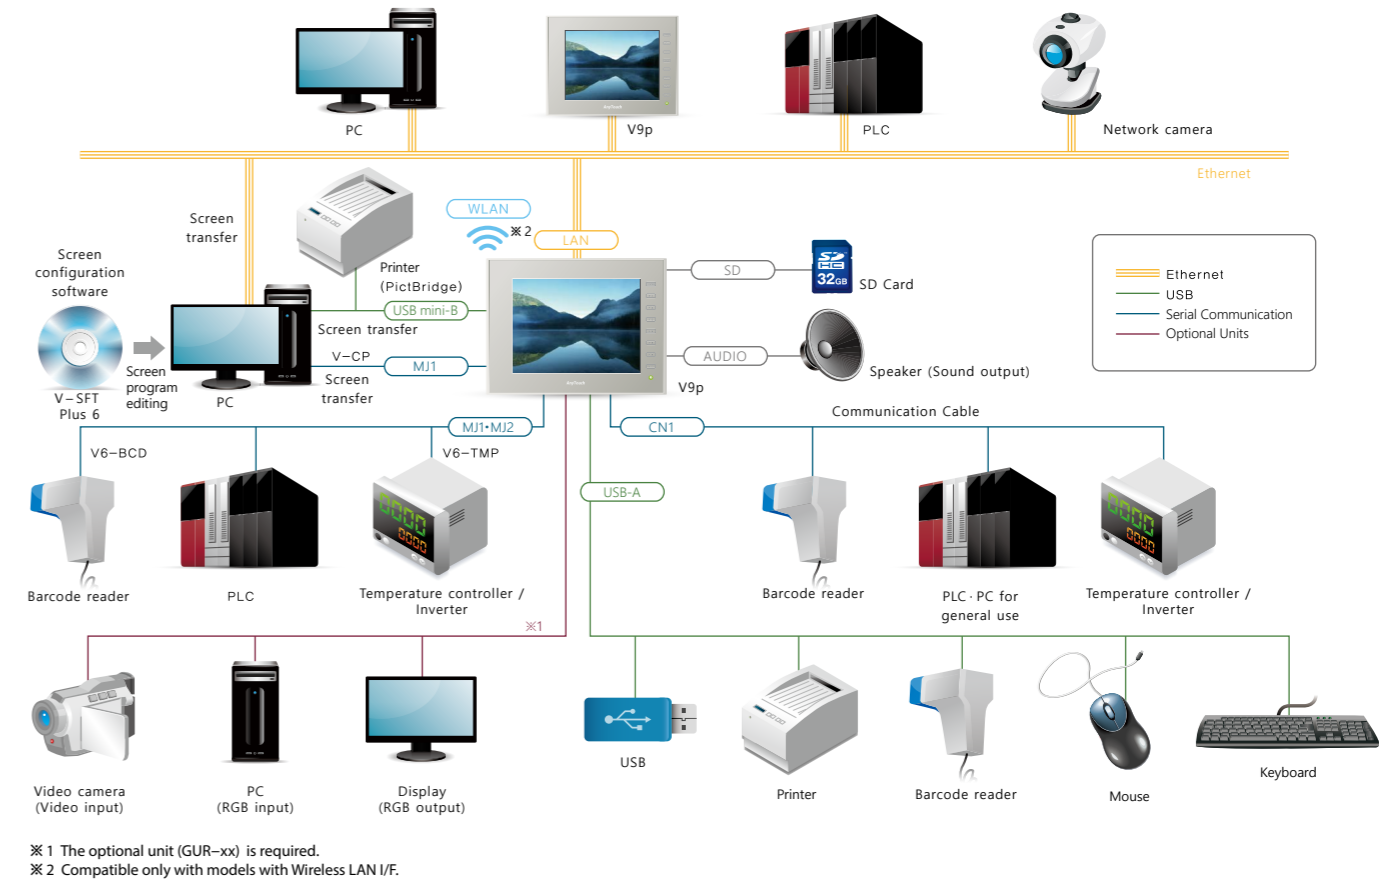 PC
V9p
PLC
Network camera
Ethernet
Screen
transfer
WLAN
※2
LAN
Screen
configuration
software
Printer
(PictBridge)
SD
32GB
SD Card
Ethernet
USB
Serial Communication
Optional Units
USB mini-B
Screen transfer
V-CP
MJ1
Screen
transfer
AUDIO
Speaker (Sound output)
V9p
Screen
program
editing
V-SFT
Plus 6
PC
Communication Cable
MJ1•MJ2
CN1
V6-BCD
V6-TMP
USB-A
Barcode reader
PLC
Temperature controller /
Inverter
Barcode reader
PLC · PC for
general use
Temperature controller /
Inverter
※1
Video camera
(Video input)
PC
(RGB input)
Display
(RGB output)
USB
Printer
Barcode reader
Mouse
Keyboard
※ 1 The optional unit (GUR-xx) is required.
※ 2 Compatible only with models with Wireless LAN I/F.